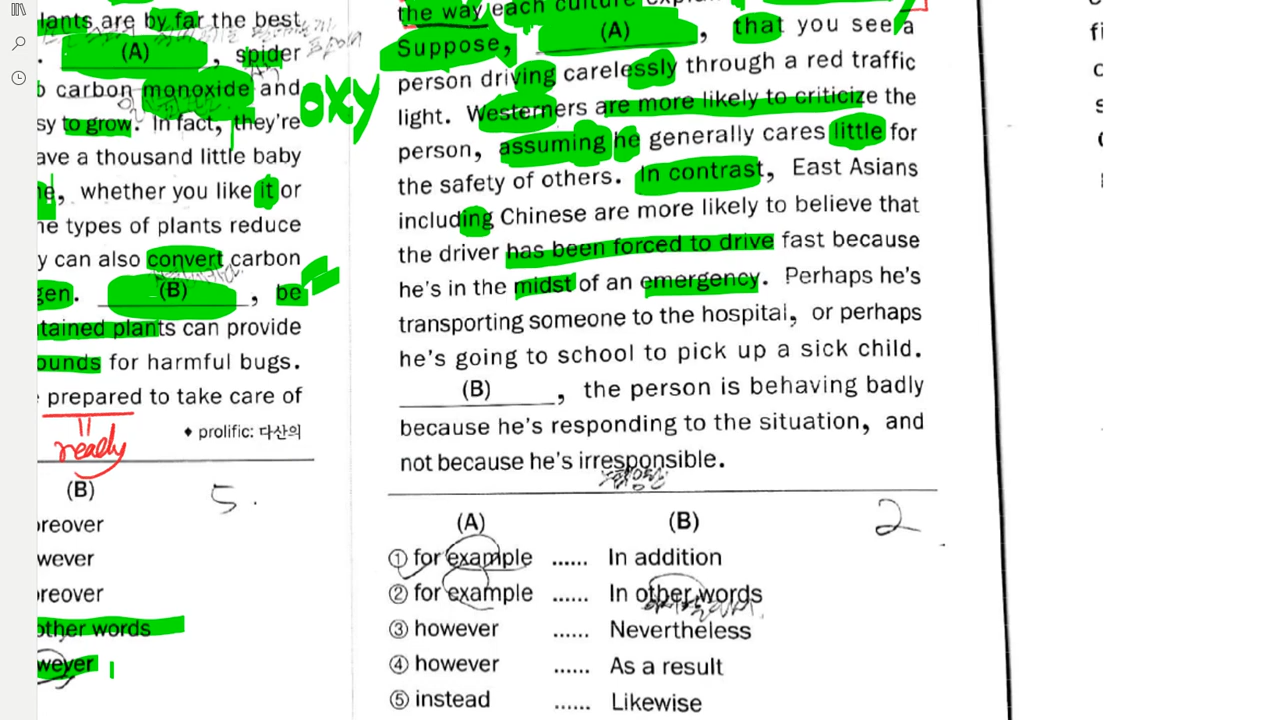 lants are by far the best
(A) , spider
carbon monoxide and
oxy
sy to grow. In fact, they're
ave a thousand little baby
, whether you like it or
ne types of plants reduce
y can also convert carbon
gen. (B) , be
tained plants can provide
ounds for harmful bugs.
prepared to take care of
ready
♦ prolific: 다산의
(B)
5.
oreover
wever
oreover
other words
wever
the way each culture
Suppose, (A) , that you see a
person driving carelessly through a red traffic
light. Westerners are more likely to criticize the
person, assuming he generally cares little for
the safety of others. In contrast, East Asians
including Chinese are more likely to believe that
the driver has been forced to drive fast because
he's in the midst of an emergency. Perhaps he's
transporting someone to the hospital, or perhaps
he's going to school to pick up a sick child.
(B) , the person is behaving badly
because he's responding to the situation, and
not because he's irresponsible.
(A) (B) 2
① for example ...... In addition
② for example ...... In other words
③ however ...... Nevertheless
④ however ...... As a result
⑤ instead ...... Likewise